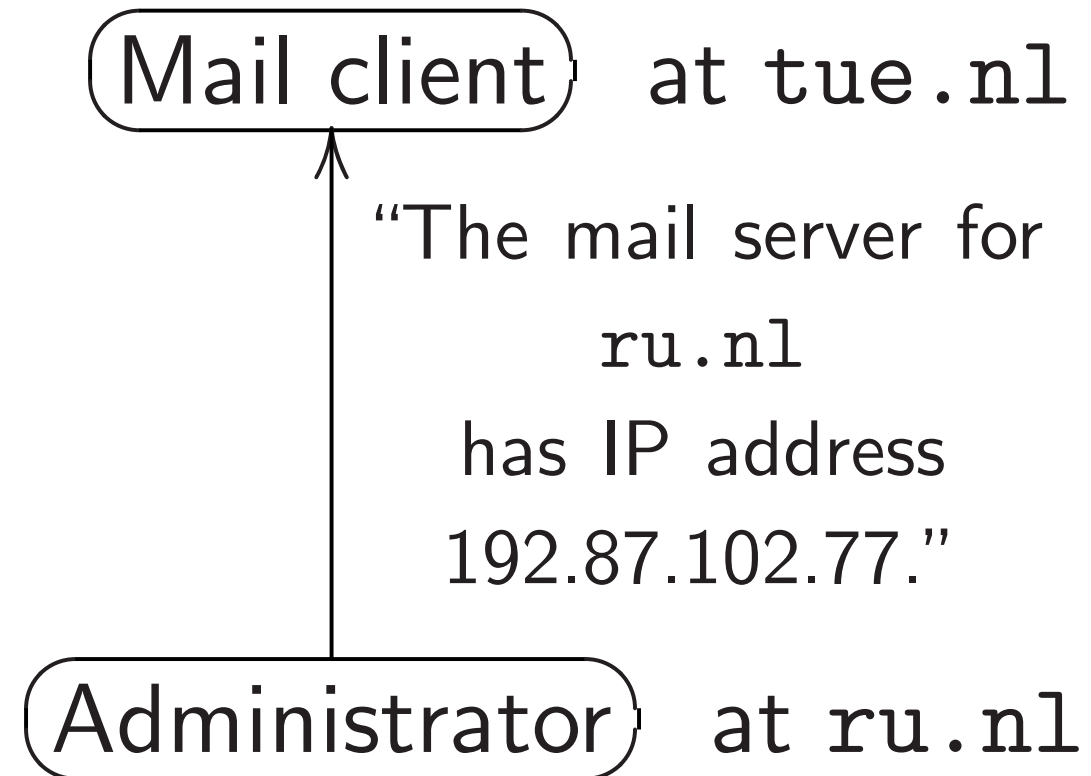 Mail client at tue.nl
“The mail server for
ru.nl
has IP address
192.87.102.77.”
Administrator at ru.nl